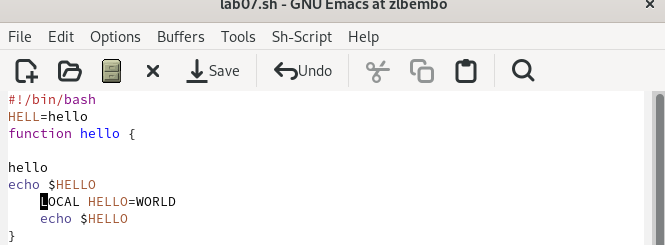 lab07.sh - GNU Emacs at zlbembo
File Edit Options Buffers Tools Sh-Script Help
Save Undo
#!/bin/bash
HELL=hello
function hello {
hello
echo $HELLO
LOCAL HELLO=WORLD
echo $HELLO
}